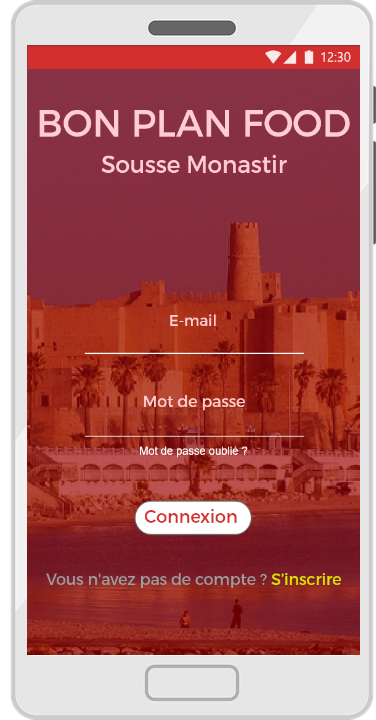 12:30
BON PLAN FOOD
Sousse Monastir
E-mail
Mot de passe
Mot de passe oublié ?
Connexion
Vous n'avez pas de compte ? S'inscrire